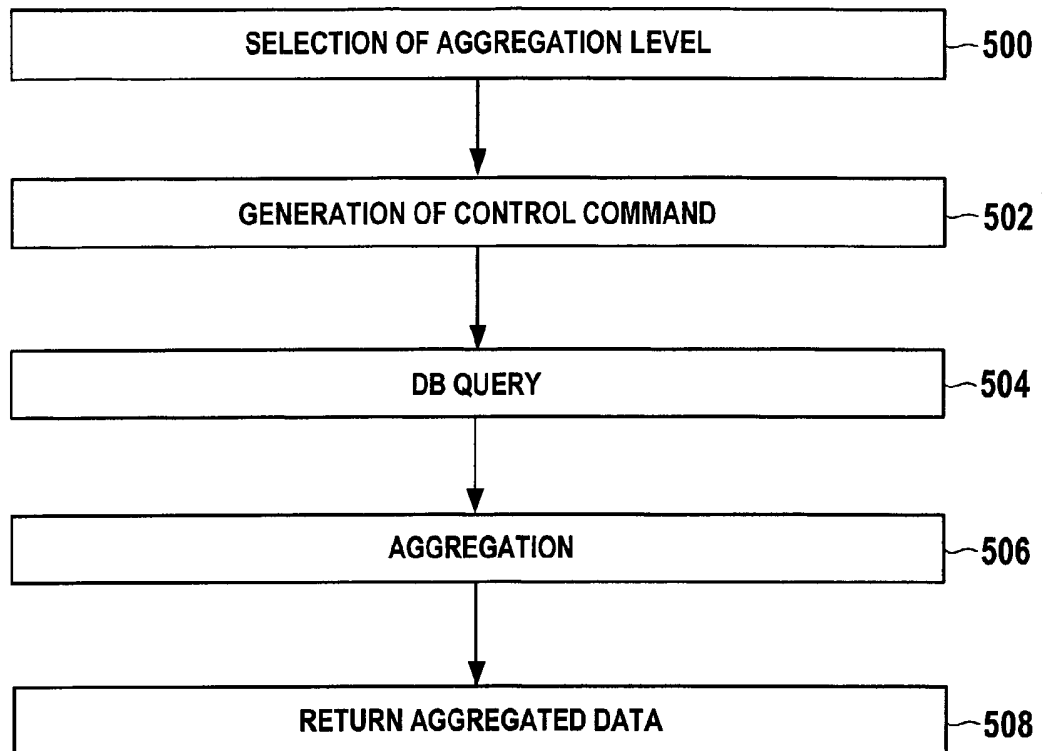 SELECTION OF AGGREGATION LEVEL 500
GENERATION OF CONTROL COMMAND 502
DB QUERY 504
AGGREGATION 506
RETURN AGGREGATED DATA 508